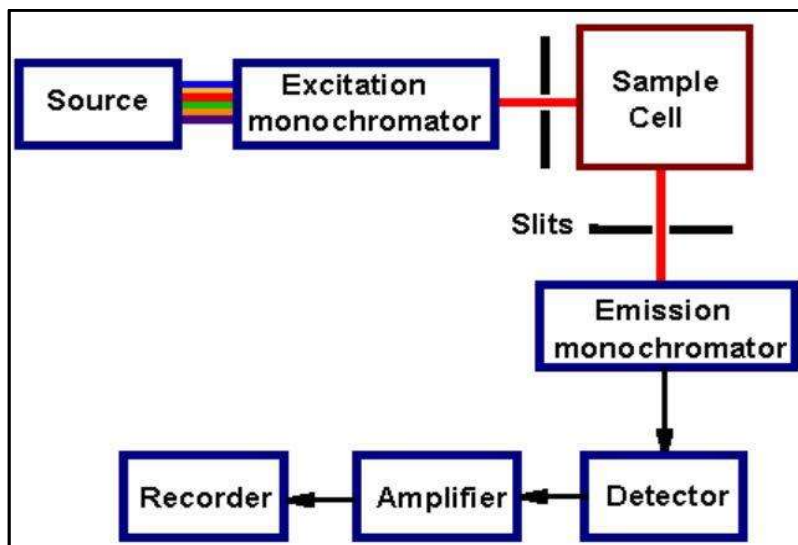 Source
Excitation
monochromator
Sample
Cell
Slits
Emission
monochromator
Detector
Amplifier
Recorder